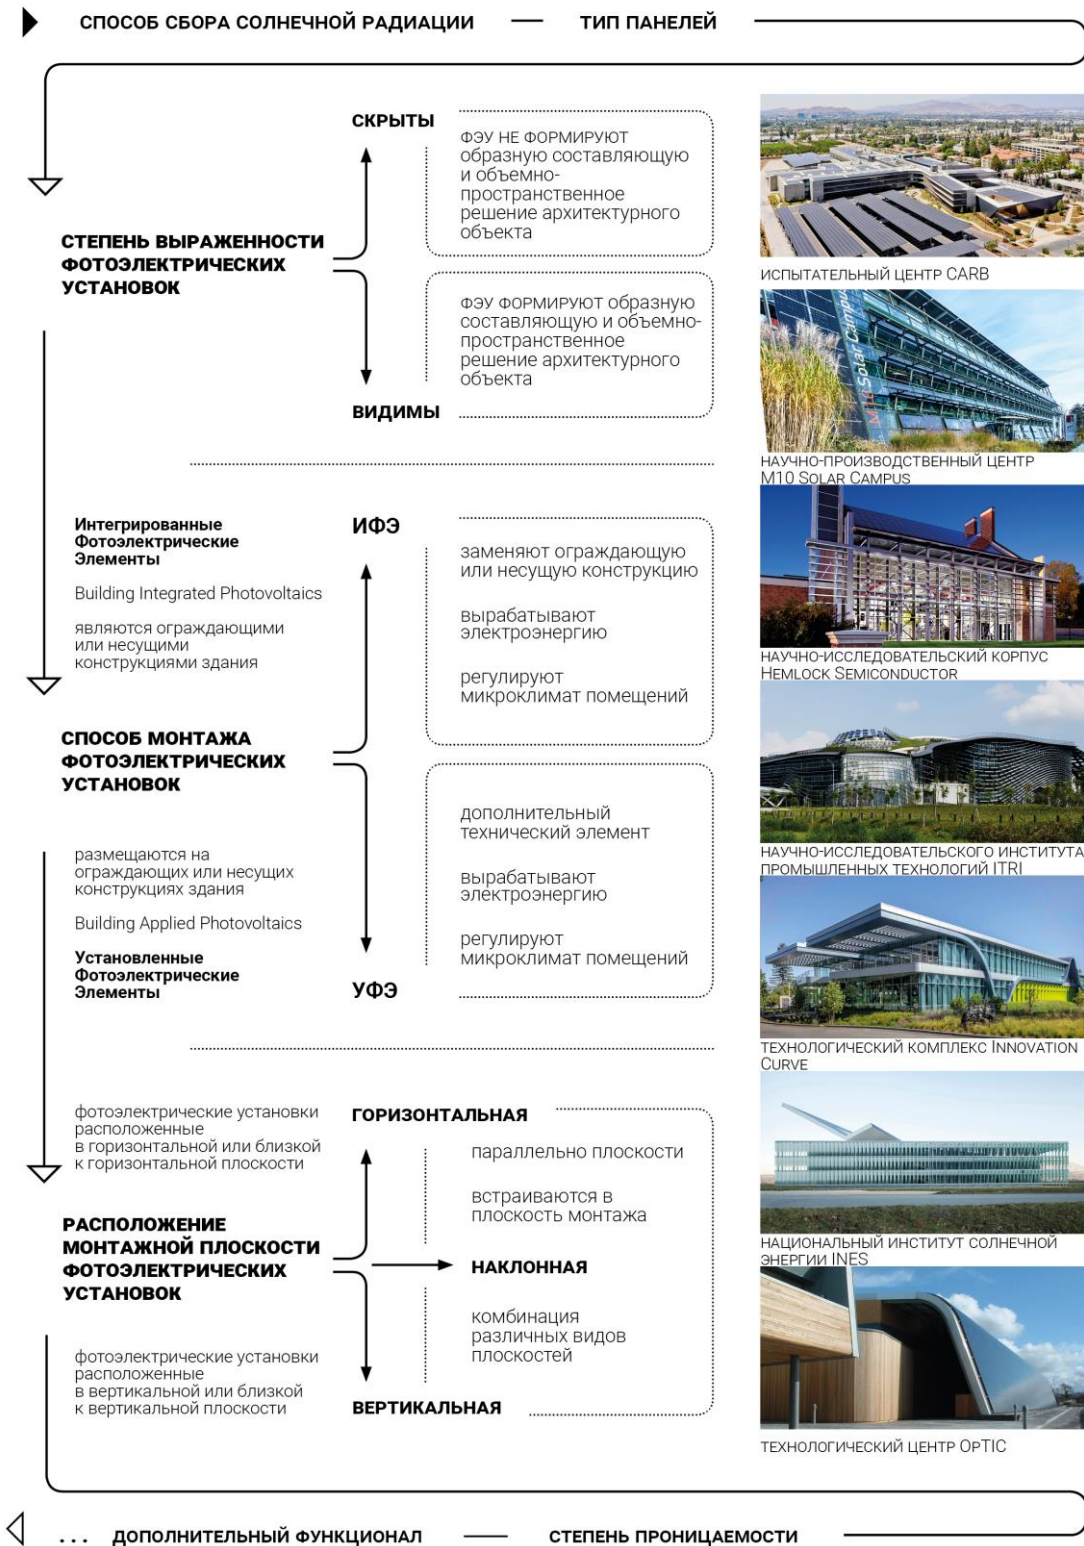 СПОСОБ СБОРА СОЛНЕЧНОЙ РАДИАЦИИ — ТИП ПАНЕЛЕЙ
СКРЫТЫ
ФЭУ НЕ ФОРМИРУЮТ
образную составляющую
и объемно-
пространственное
решение архитектурного
объекта
СТЕПЕНЬ ВЫРАЖЕННОСТИ
ФОТОЭЛЕКТРИЧЕСКИХ
УСТАНОВОК
ФЭУ ФОРМИРУЮТ образную
составляющую и объемно-
пространственное
решение архитектурного
объекта
ВИДИМЫ
ИСПЫТАТЕЛЬНЫЙ ЦЕНТР CARB
M10 Solar Campus
НАУЧНО-ПРОИЗВОДСТВЕННЫЙ ЦЕНТР
M10 SOLAR CAMPUS
Интегрированные
Фотоэлектрические
Элементы
Building Integrated Photovoltaics
являются ограждающими
или несущими
конструкциями здания
ИФЭ
заменяют ограждающую
или несущую конструкцию
вырабатывают
электроэнергию
регулируют
микроклимат помещений
НАУЧНО-ИССЛЕДОВАТЕЛЬСКИЙ КОРПУС
HEMLOCK SEMICONDUCTOR
СПОСОБ МОНТАЖА
ФОТОЭЛЕКТРИЧЕСКИХ
УСТАНОВОК
дополнительный
технический элемент
вырабатывают
электроэнергию
регулируют
микроклимат помещений
размещаются на
ограждающих или несущих
конструкциях здания
Building Applied Photovoltaics
Установленные
Фотоэлектрические
Элементы
УФЭ
НАУЧНО-ИССЛЕДОВАТЕЛЬСКОГО ИНСТИТУТА
ПРОМЫШЛЕННЫХ ТЕХНОЛОГИЙ ITRI
ТЕХНОЛОГИЧЕСКИЙ КОМПЛЕКС INNOVATION
CURVE
фотоэлектрические установки
расположенные
в горизонтальной или близкой
к горизонтальной плоскости
ГОРИЗОНТАЛЬНАЯ
параллельно плоскости
встраиваются в
плоскость монтажа
РАСПОЛОЖЕНИЕ
МОНТАЖНОЙ ПЛОСКОСТИ
ФОТОЭЛЕКТРИЧЕСКИХ
УСТАНОВОК
НАКЛОННАЯ
комбинация
различных видов
плоскостей
фотоэлектрические установки
расположенные
в вертикальной или близкой
к вертикальной плоскости
ВЕРТИКАЛЬНАЯ
НАЦИОНАЛЬНЫЙ ИНСТИТУТ СОЛНЕЧНОЙ
ЭНЕРГИИ INES
ТЕХНОЛОГИЧЕСКИЙ ЦЕНТР OPTIC
... ДОПОЛНИТЕЛЬНЫЙ ФУНКЦИОНАЛ — СТЕПЕНЬ ПРОНИЦАЕМОСТИ